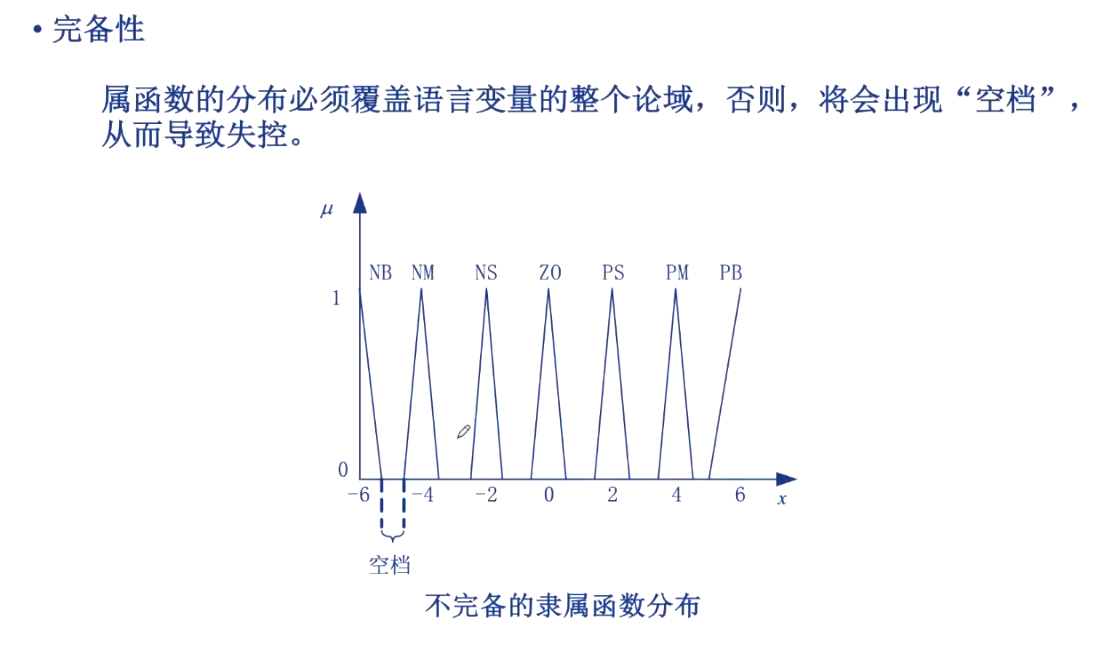 • 完备性
属函数的分布必须覆盖语言变量的整个论域，否则，将会出现“空档”，
从而导致失控。
μ
NB NM NS ZO PS PM PB
1
0
-6 -4 -2 0 2 4 6 x
空档
不完备的隶属函数分布